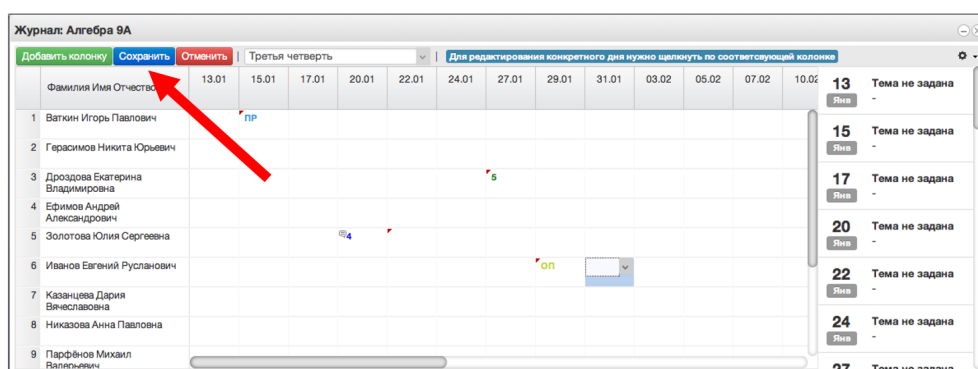 Журнал: Алгебра 9А
Добавить колонку Сохранить Отменить Третья четверть Для редактирования конкретного дня нужно щелкнуть по соответсвующей колонке
Фамилия Имя Отчество 13.01 15.01 17.01 20.01 22.01 24.01 27.01 29.01 31.01 03.02 05.02 07.02 10.02
1 Ваткин Игорь Павлович ПР
2 Герасимов Никита Юрьевич
3 Дроздова Екатерина 5
Владимировна
4 Ефимов Андрей
Александрович
5 Золотова Юлия Сергеевна 4
6 Иванов Евгений Русланович ОП
7 Казанцева Дария
Вячеславовна
8 Никазова Анна Павловна
9 Парфёнов Михаил
Валерьевич
13 Тема не задана
Янв -
15 Тема не задана
Янв -
17 Тема не задана
Янв -
20 Тема не задана
Янв -
22 Тема не задана
Янв -
24 Тема не задана
Янв -
27 Тема не задана